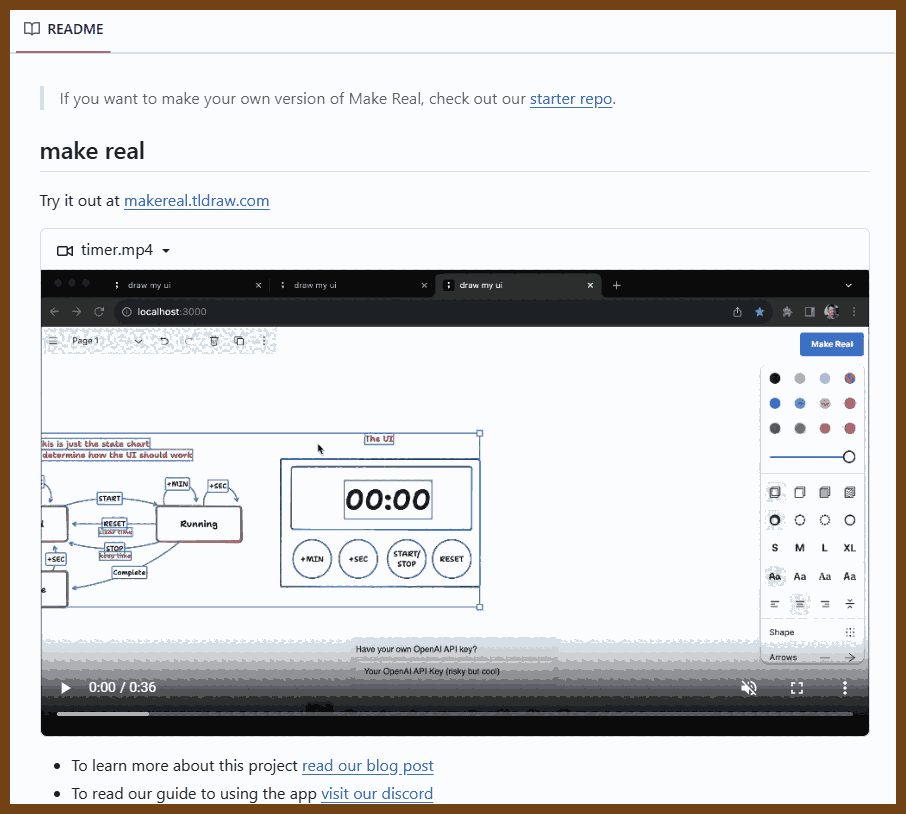 README
If you want to make your own version of Make Real, check out our starter repo.
make real
Try it out at makereal.tldraw.com
timer.mp4
draw my ui
draw my ui
draw my ui
localhost:3000
Page 1
Make Real
his is just the state chart
determine how the UI should work
The UI
+MIN
+SEC
START
RESET
clear time
Running
STOP
keep time
+SEC
Complete
00:00
+MIN
+SEC
START/
STOP
RESET
S M L XL
Aa Aa Aa Aa
Shape
Arrows
Have your own OpenAI API key?
Your OpenAI API Key (risky but cool)
0:00 / 0:36
To learn more about this project read our blog post
To read our guide to using the app visit our discord